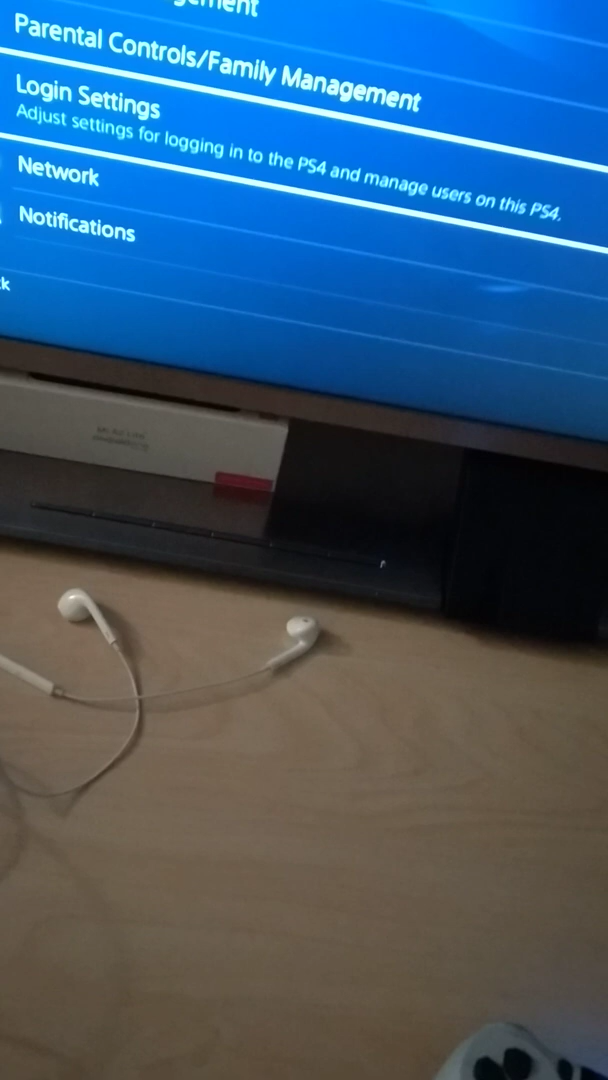 Parental Controls/Family Management
Login Settings
Adjust settings for logging in to the PS4 and manage users on this PS4.
Network
Notifications